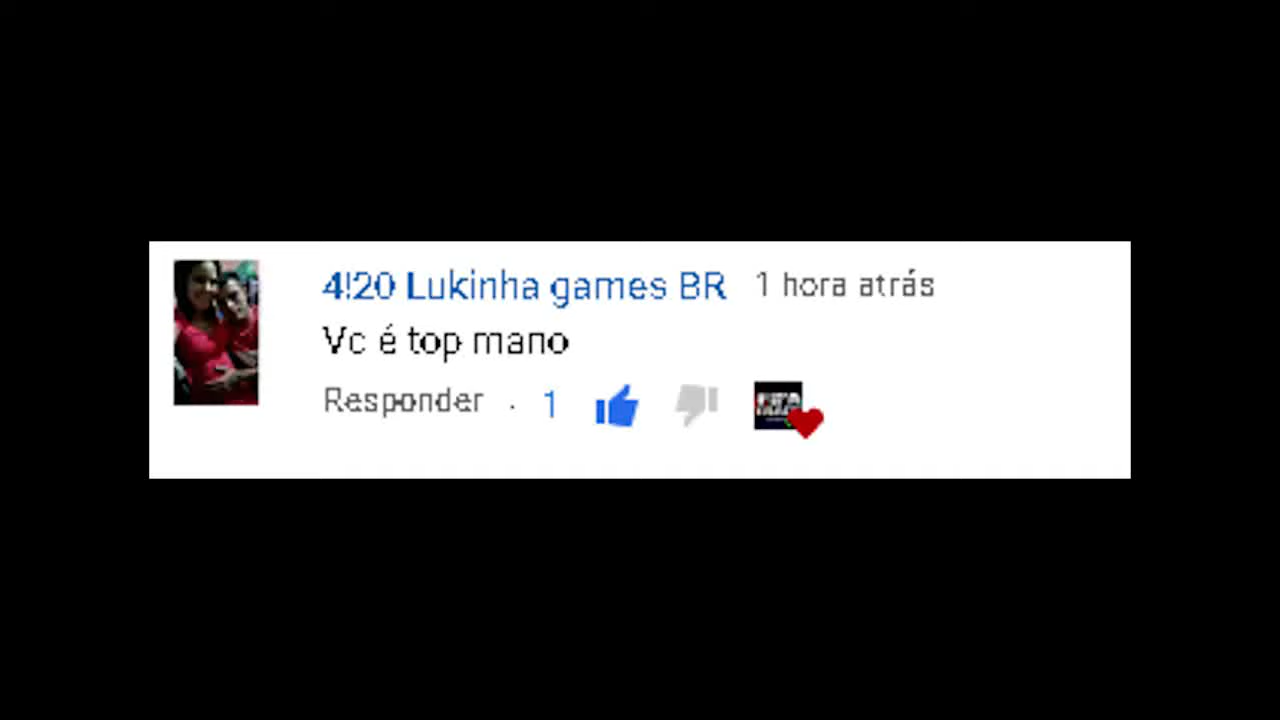 4!20 Lukinha games BR 1 hora atrás
Vc é top mano
Responder · 1